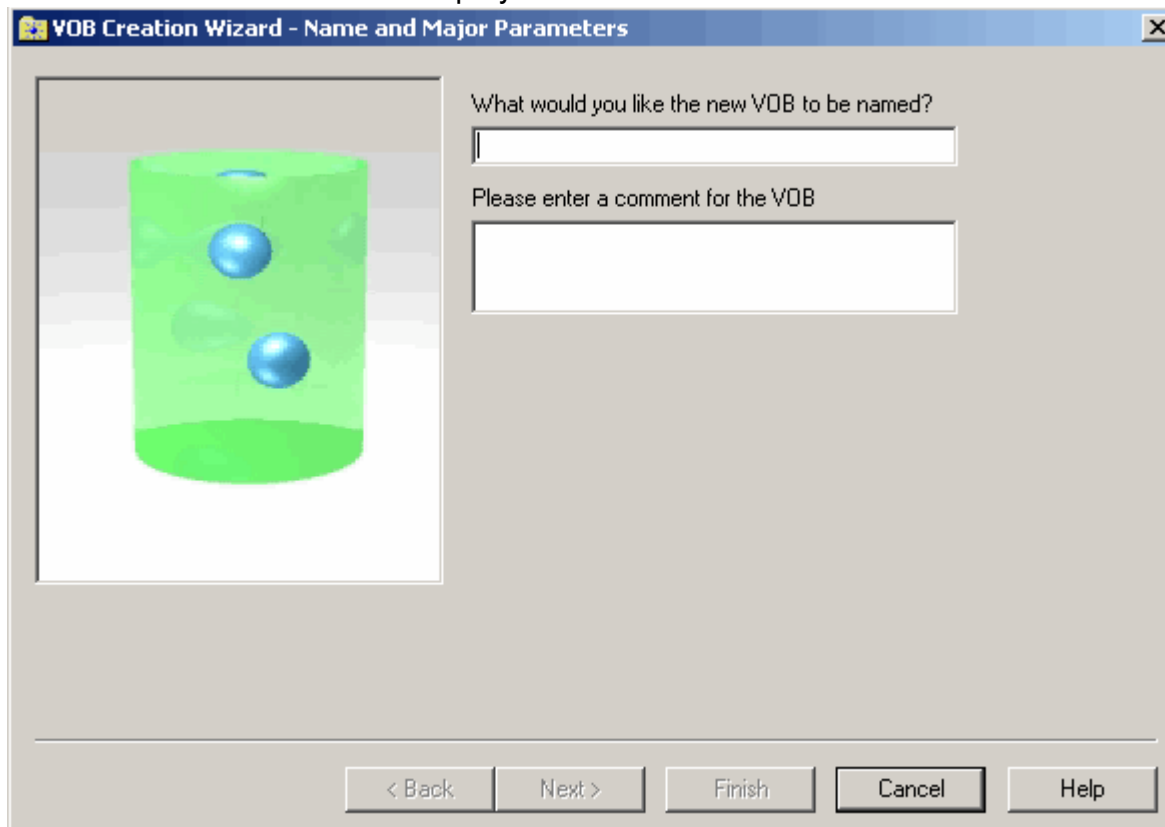 VOB Creation Wizard - Name and Major Parameters
What would you like the new VOB to be named?
Please enter a comment for the VOB
< Back Next > Finish Cancel Help